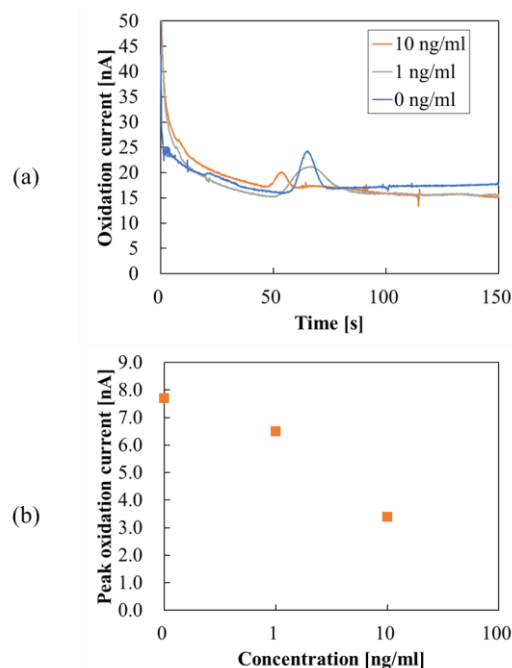 (a)
Oxidation current [nA]
50
45
40
35
30
25
20
15
10
5
0
10 ng/ml
1 ng/ml
0 ng/ml
0 50 100 150
Time [s]
(b)
Peak oxidation current [nA]
9.0
8.0
7.0
6.0
5.0
4.0
3.0
2.0
1.0
0.0
0 1 10 100
Concentration [ng/ml]